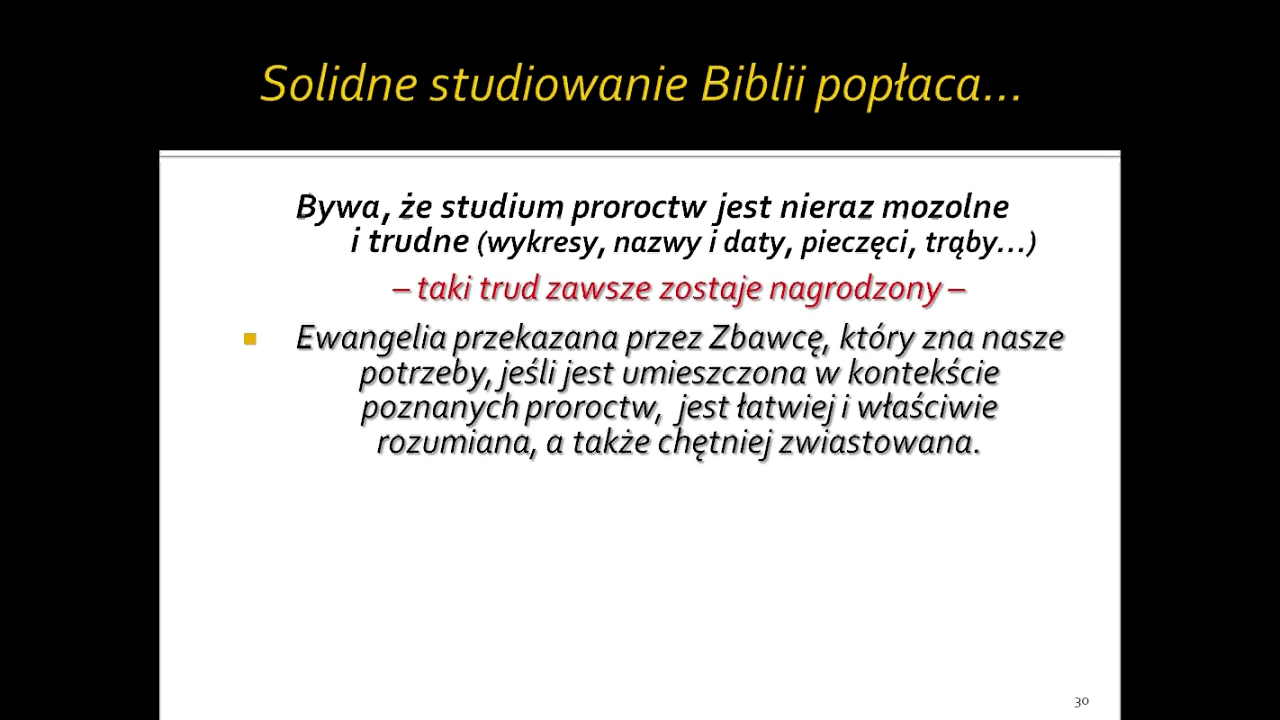 Solidne studiowanie Biblii popłaca...
Bywa, że studium proroctw jest nieraz mozolne
i trudne (wykresy, nazwy i daty, pieczęci, trąby...)
– taki trud zawsze zostaje nagrodzony –
Ewangelia przekazana przez Zbawcę, który zna nasze
potrzeby, jeśli jest umieszczona w kontekście
poznanych proroctw, jest łatwiej i właściwie
rozumiana, a także chętniej zwiastowana.
30